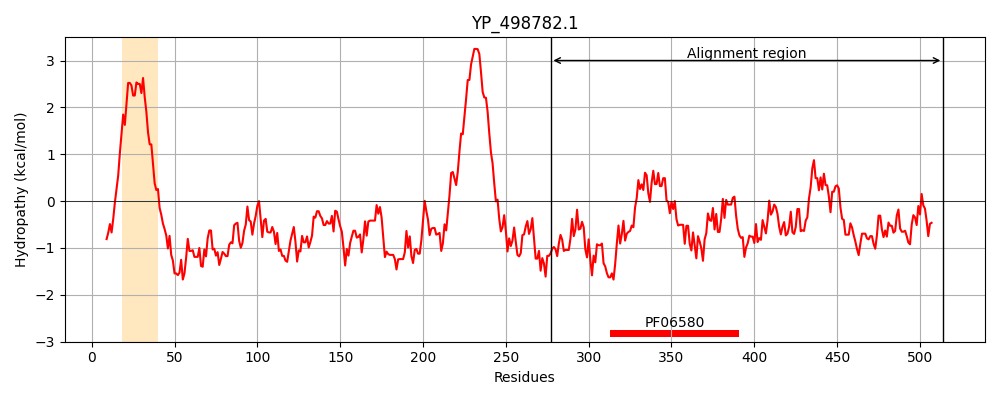 YP_498782.1
Alignment region
3
2
1
0
−1
−2
−3
Hydropathy (kcal/mol)
PF06580
0 50 100 150 200 250 300 350 400 450 500
Residues